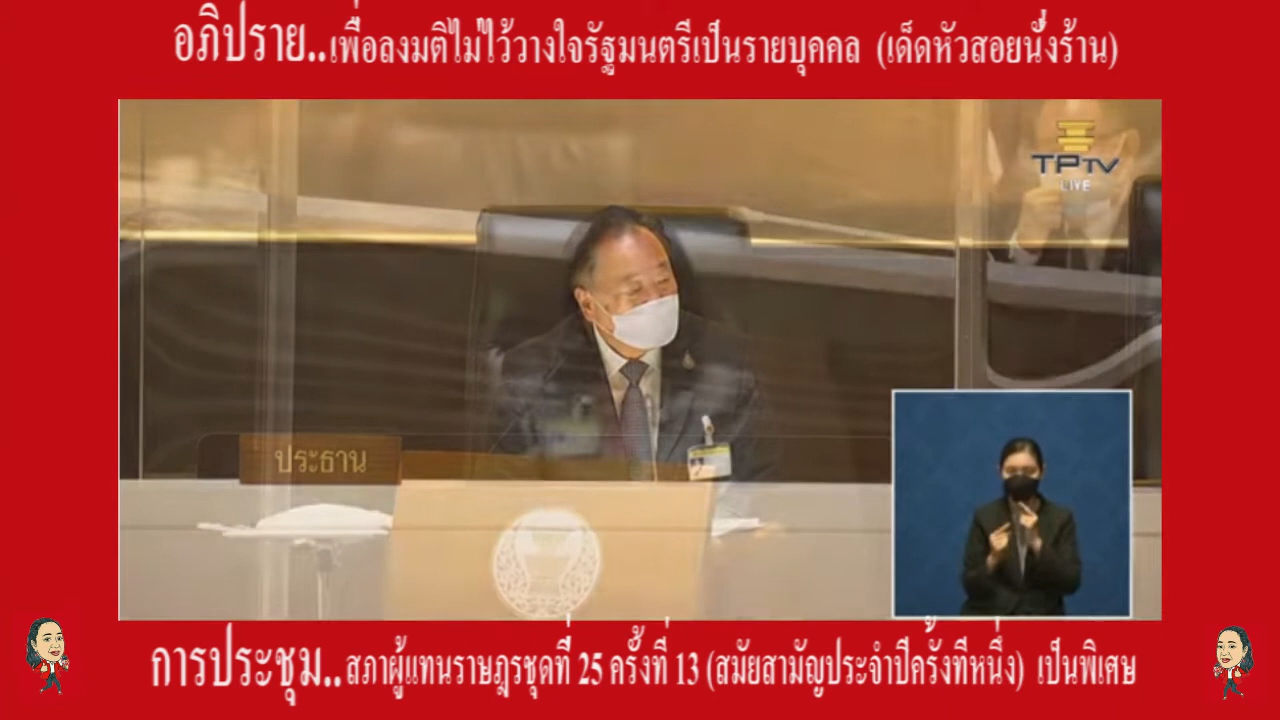 อภิปราย..เพื่อลงมติไม่ไว้วางใจรัฐมนตรีเป็นรายบุคคล (เด็ดหัวสอยนั่งร้าน)
TPTV
LIVE
ประธาน
การประชุม..สภาผู้แทนราษฎรชุดที่ 25 ครั้งที่ 13 (สมัยสามัญประจำปีครั้งที่หนึ่ง) เป็นพิเศษ